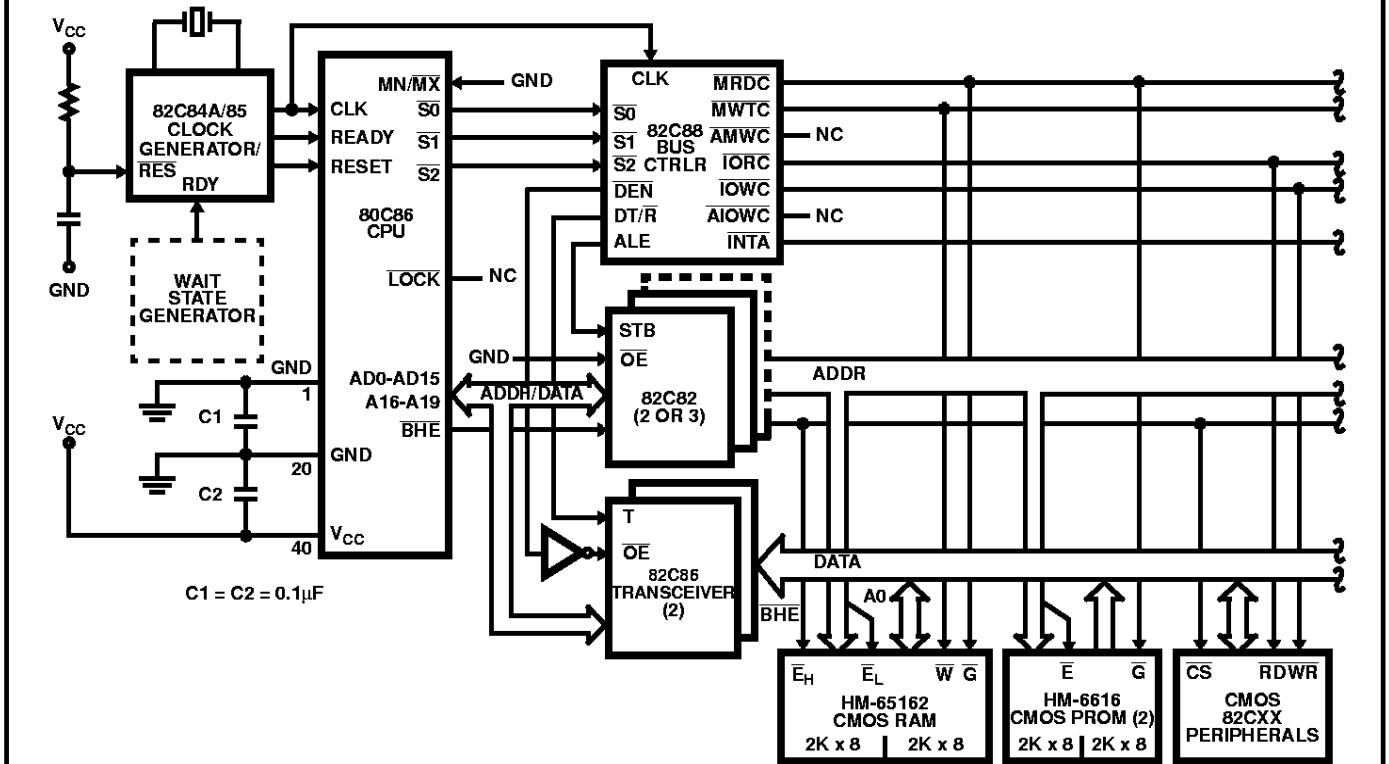 VCC
GND
82C84A/85
CLOCK
GENERATOR/
RES
RDY
WAIT
STATE
GENERATOR
MN/MX
GND
CLK
READY
RESET
S0
S1
S2
80C86
CPU
LOCK
NC
GND
1
AD0-AD15
A16-A19
BHE
ADDR/DATA
C1
VCC
20
GND
C2
40
VCC
C1 = C2 = 0.1μF
CLK
S0
S1
S2
DEN
DT/R
ALE
82C88
BUS
CTRLR
MRDC
MWTC
AMWC
NC
IORC
IOWC
AIOWC
NC
INTA
STB
GND
OE
82C82
(2 OR 3)
ADDR
T
OE
82C86
TRANSCEIVER
(2)
DATA
BHE
A0
EH
EL
W
G
HM-65162
CMOS RAM
2K x 8
2K x 8
E
G
HM-6616
CMOS PROM (2)
2K x 8
2K x 8
CS
RDWR
CMOS
82CXX
PERIPHERALS